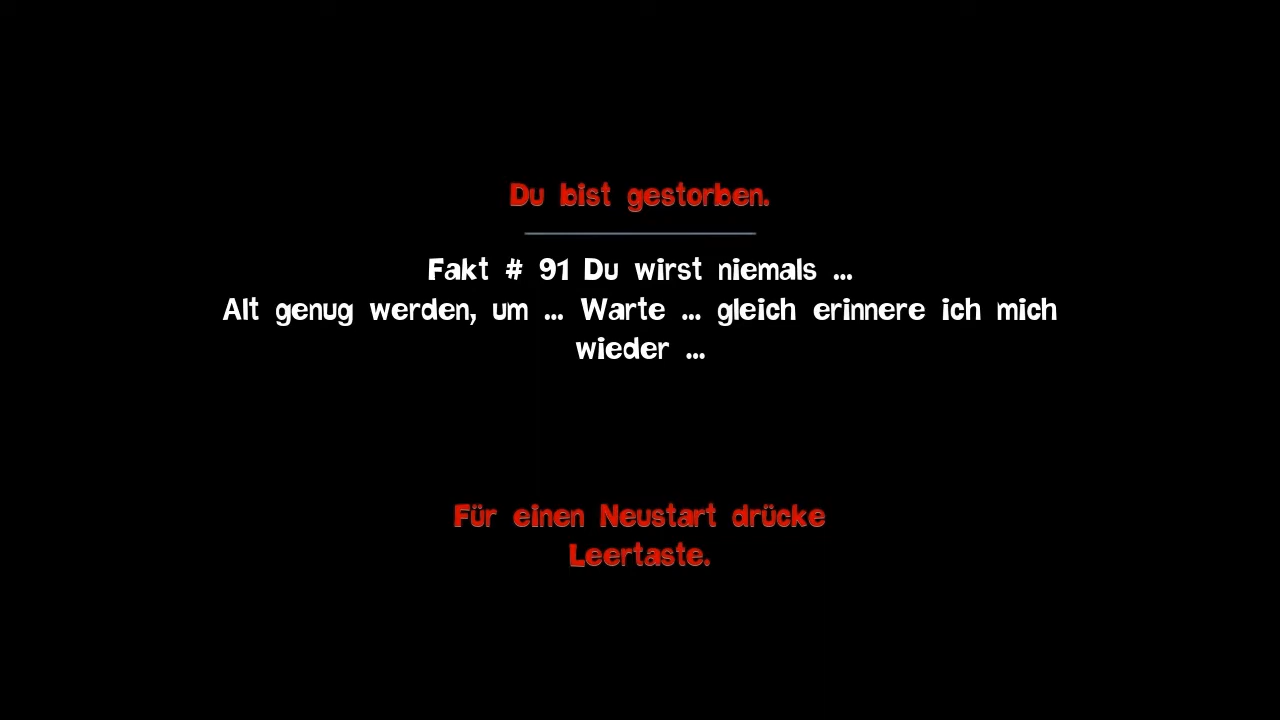 Du bist gestorben.
Fakt # 91 Du wirst niemals ...
Alt genug werden, um ... Warte ... gleich erinnere ich mich
wieder ...
Für einen Neustart drücke
Leertaste.